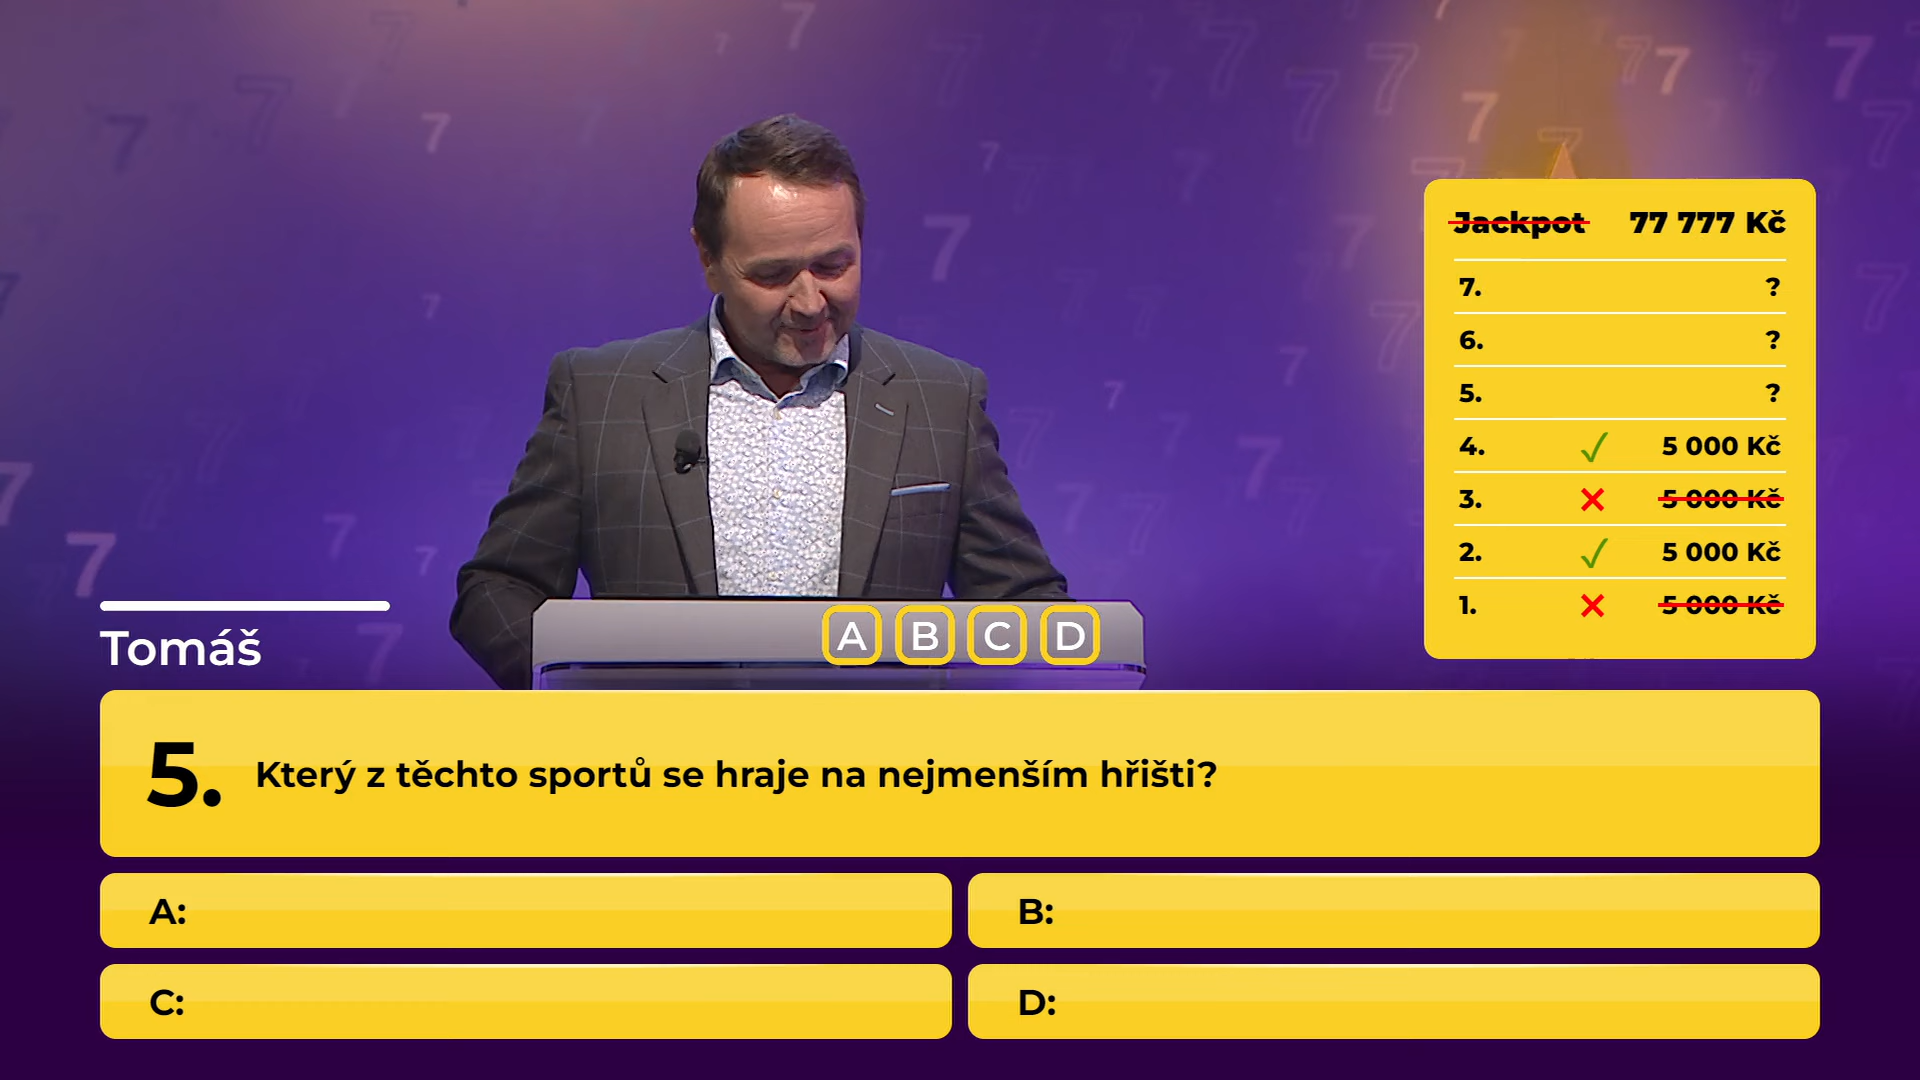 Jackpot 77 777 Kč
7. ?
6. ?
5. ?
4. ✓ 5 000 Kč
3. ✕ 5 000 Kč
2. ✓ 5 000 Kč
1. ✕ 5 000 Kč
A B C D
Tomáš
5. Který z těchto sportů se hraje na nejmenším hřišti?
A:
B:
C:
D: